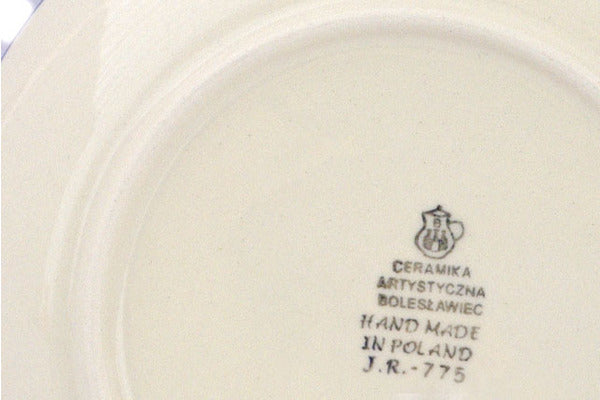 B
CERAMIKA
ARTYSTYCZNA
BOLESŁAWIEC
HAND MADE
IN POLAND
J.R.-775